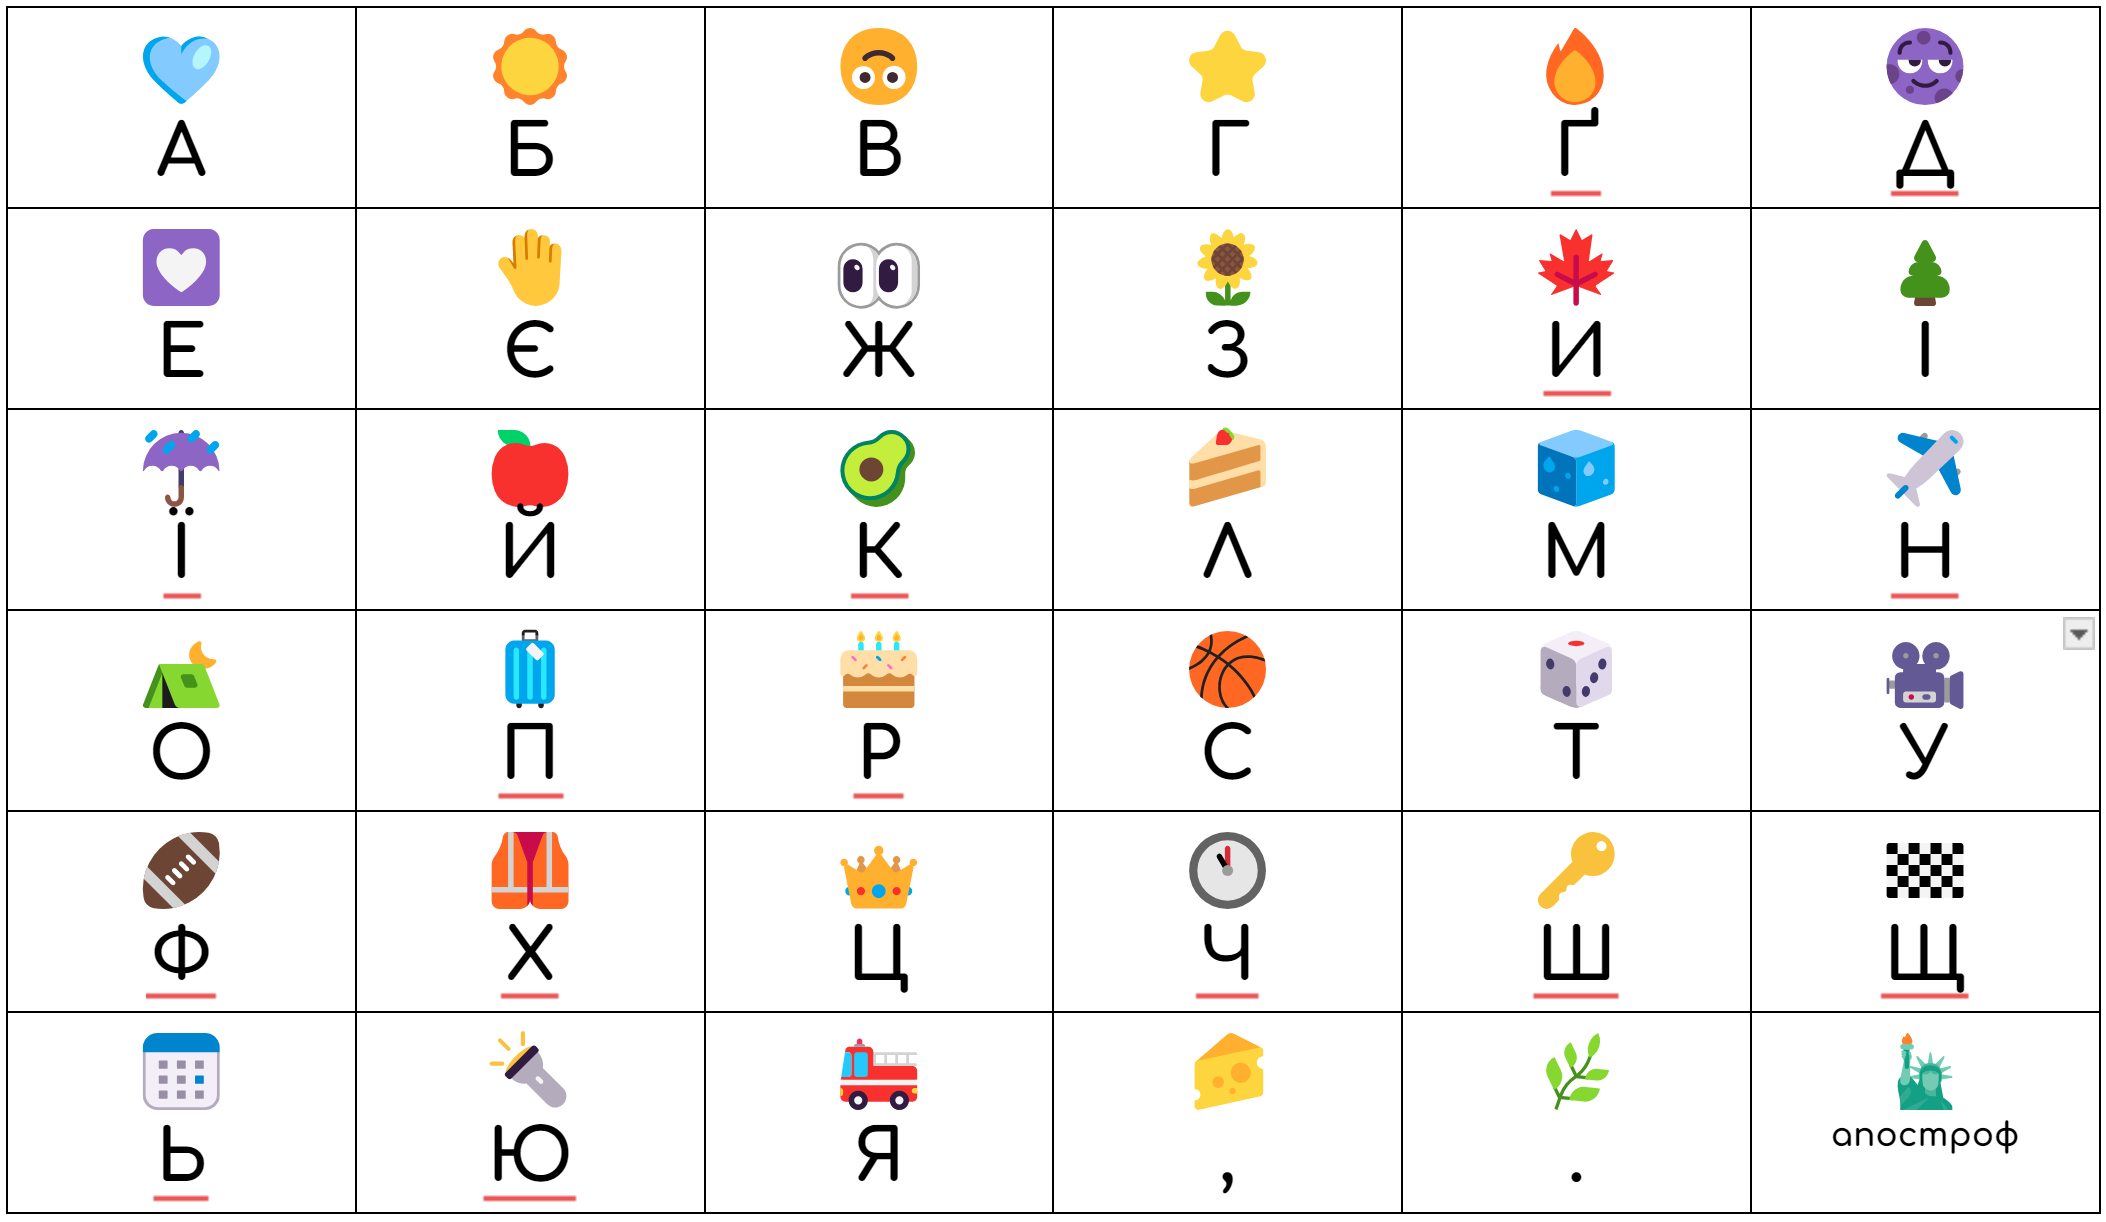 А Б В Г Ґ Д
Е Є Ж З И І
Ї Й К Л М Н
О П Р С Т У
Ф Х Ц Ч Ш Щ
Ь Ю Я , . апостроф